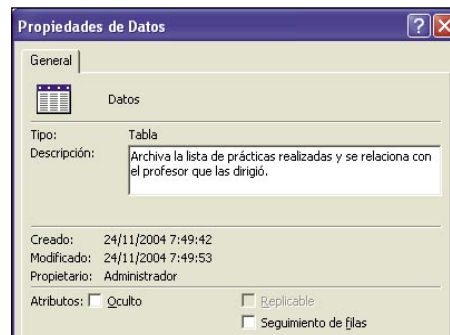 Propiedades de Datos
General
Datos
Tipo: Tabla
Descripción: Archiva la lista de prácticas realizadas y se relaciona con
el profesor que las dirigió.
Creado: 24/11/2004 7:49:42
Modificado: 24/11/2004 7:49:53
Propietario: Administrador
Atributos: Oculto Replicable
Seguimiento de filas